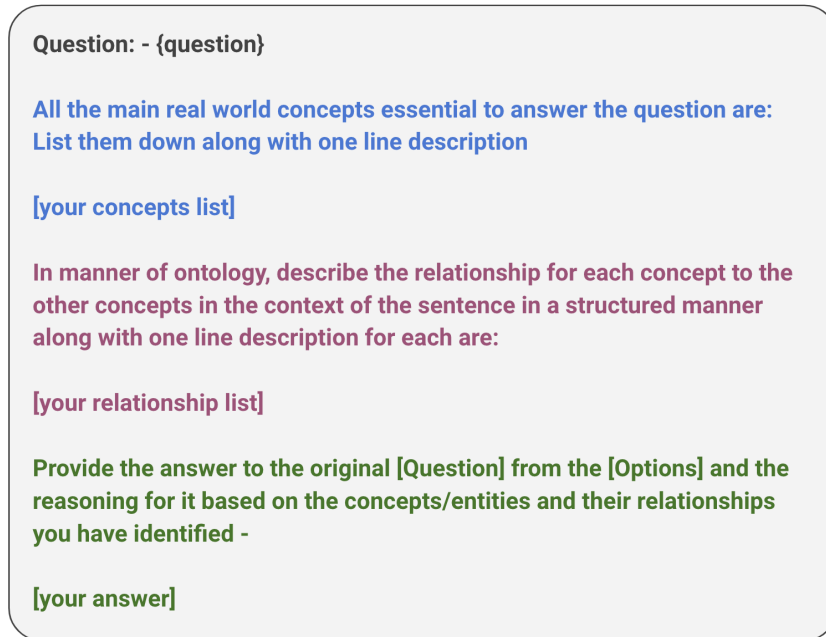 Question: - {question}
All the main real world concepts essential to answer the question are:
List them down along with one line description
[your concepts list]
In manner of ontology, describe the relationship for each concept to the
other concepts in the context of the sentence in a structured manner
along with one line description for each are:
[your relationship list]
Provide the answer to the original [Question] from the [Options] and the
reasoning for it based on the concepts/entities and their relationships
you have identified -
[your answer]